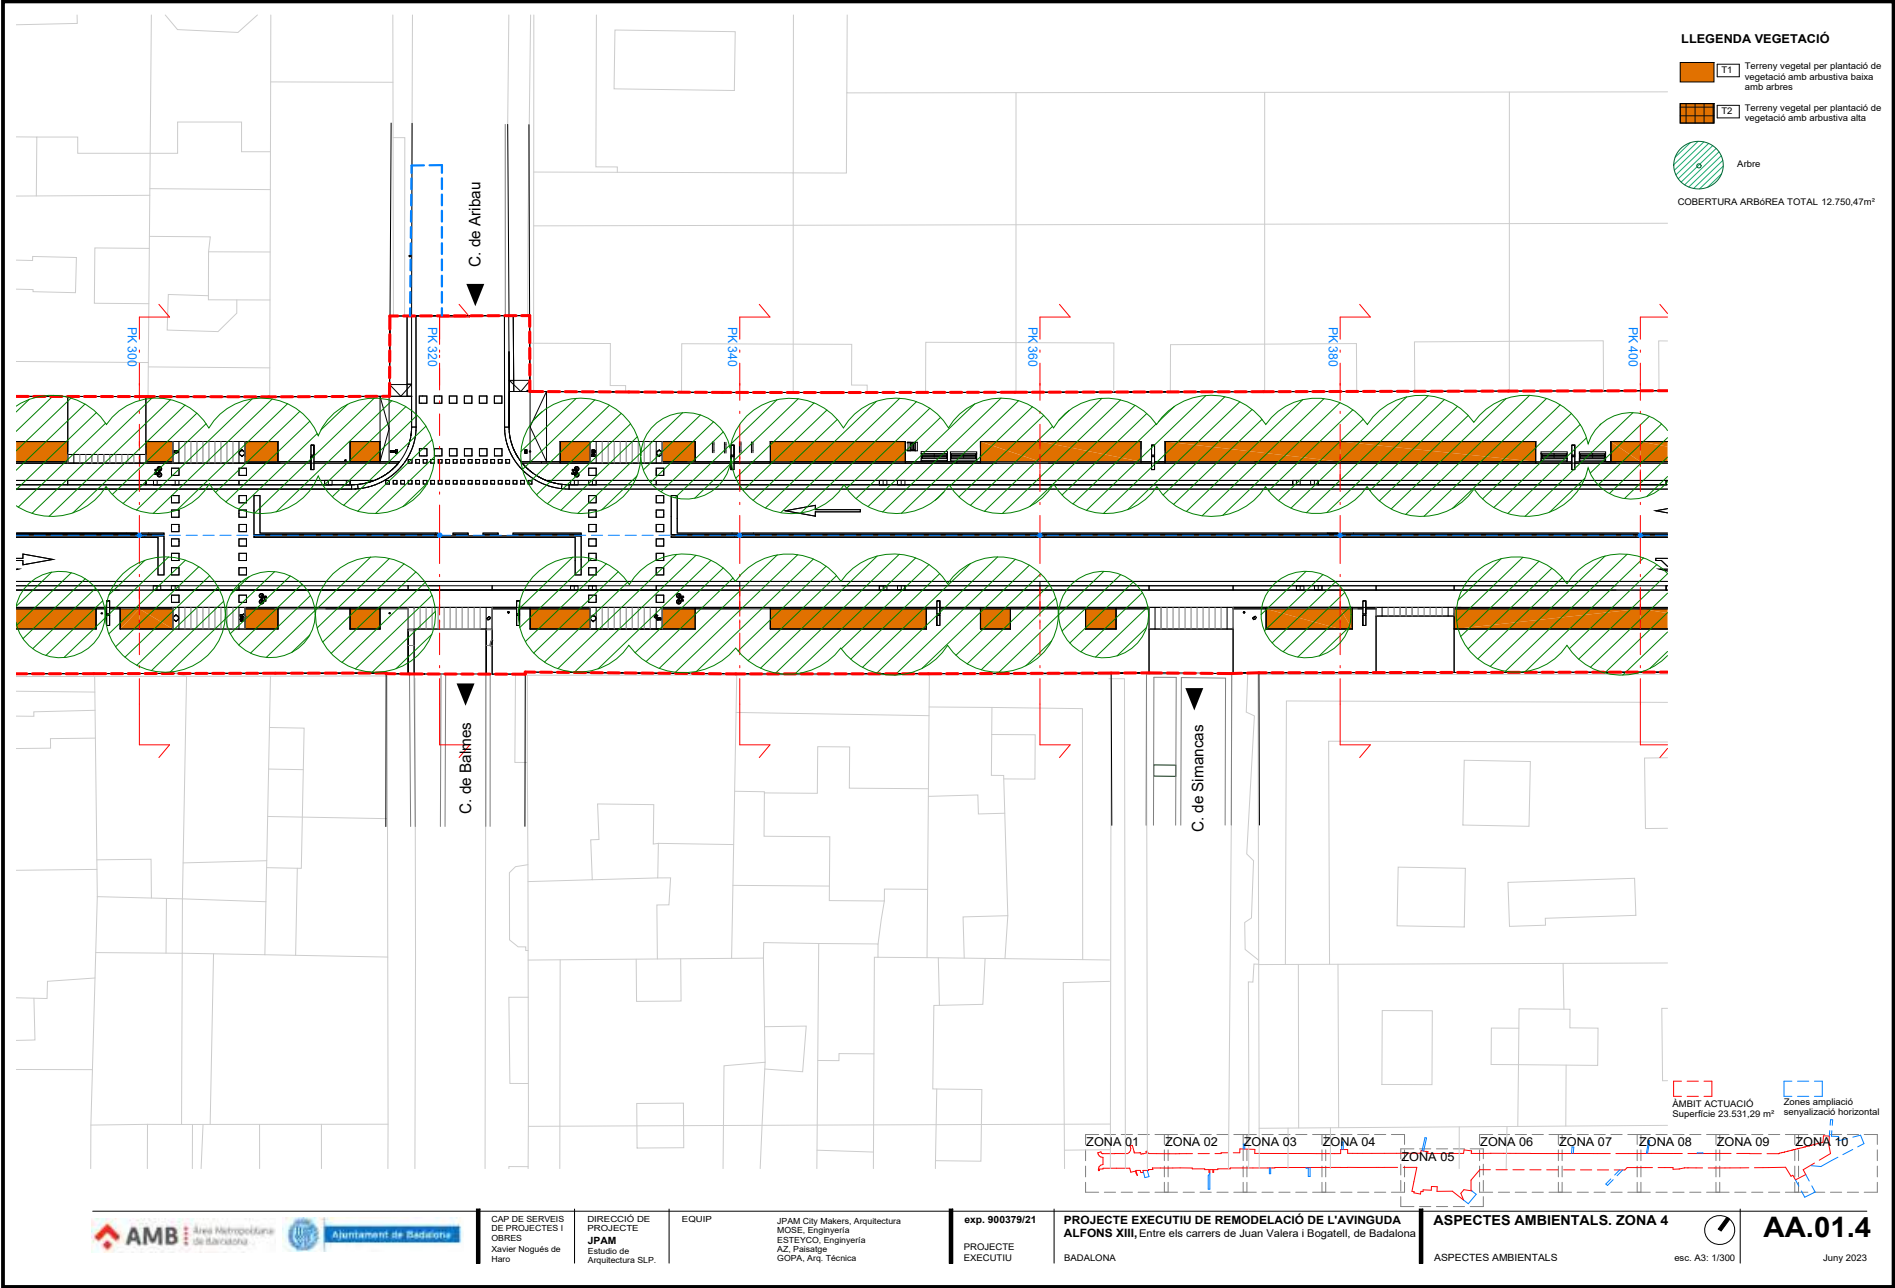 LLEGENDA VEGETACIÓ
T1
Terreny vegetal per plantació de
vegetació amb arbustiva baixa
amb arbres
T2
Terreny vegetal per plantació de
vegetació amb arbustiva alta
Arbre
COBERTURA ARBóREA TOTAL 12.750,47m²
C. de Aribau
PK 300
PK 320
PK 340
PK 360
PK 380
PK 400
C. de Balmes
C. de Simancas
ÀMBIT ACTUACIÓ
Superfície 23.531,29 m²
Zones ampliació
senyalizació horizontal
ZONA 01
ZONA 02
ZONA 03
ZONA 04
ZONA 05
ZONA 06
ZONA 07
ZONA 08
ZONA 09
ZONA 10
AMB
Àrea Metropolitana
de Barcelona
Ajuntament de Badalona
CAP DE SERVEIS
DE PROJECTES I
OBRES
Xavier Nogués de
Haro
DIRECCIÓ DE
PROJECTE
JPAM
Estudio de
Arquitectura SLP.
EQUIP
JPAM City Makers, Arquitectura
MOSE, Enginyería
ESTEYCO, Enginyería
AZ, Paisatge
GOPA, Arq. Técnica
exp. 900379/21
PROJECTE
EXECUTIU
PROJECTE EXECUTIU DE REMODELACIÓ DE L'AVINGUDA
ALFONS XIII, Entre els carrers de Juan Valera i Bogatell, de Badalona
BADALONA
ASPECTES AMBIENTALS. ZONA 4
ASPECTES AMBIENTALS
esc. A3: 1/300
AA.01.4
Juny 2023